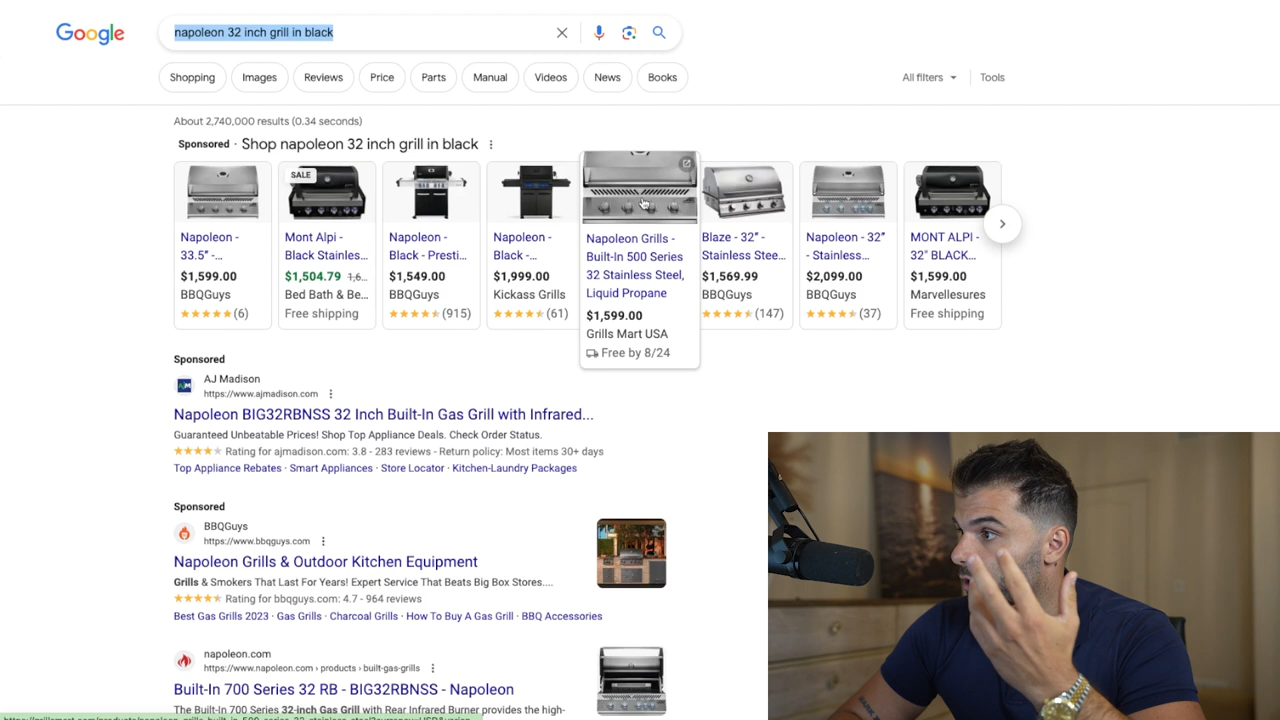 Google
napoleon 32 inch grill in black
Shopping
Images
Reviews
Price
Parts
Manual
Videos
News
Books
All filters
Tools
About 2,740,000 results (0.34 seconds)
Sponsored · Shop napoleon 32 inch grill in black
Napoleon -
33.5″ -...
$1,599.00
BBQGuys
(6)
SALE
Mont Alpi -
Black Stainles...
$1,504.79 1,6...
Bed Bath & Be...
Free shipping
Napoleon -
Black - Presti...
$1,549.00
BBQGuys
(915)
Napoleon -
Black -...
$1,999.00
Kickass Grills
(61)
Napoleon Grills -
Built-In 500 Series
32 Stainless Steel,
Liquid Propane
$1,599.00
Grills Mart USA
Free by 8/24
Blaze - 32″ -
Stainless Stee...
$1,569.99
BBQGuys
(147)
Napoleon - 32″
- Stainless...
$2,099.00
BBQGuys
(37)
MONT ALPI -
32" BLACK...
$1,599.00
Marvellesures
Free shipping
Sponsored
AJ Madison
https://www.ajmadison.com
Napoleon BIG32RBNSS 32 Inch Built-In Gas Grill with Infrared...
Guaranteed Unbeatable Prices! Shop Top Appliance Deals. Check Order Status.
Rating for ajmadison.com: 3.8 - 283 reviews - Return policy: Most items 30+ days
Top Appliance Rebates · Smart Appliances · Store Locator · Kitchen-Laundry Packages
Sponsored
BBQGuys
https://www.bbqguys.com
Napoleon Grills & Outdoor Kitchen Equipment
Grills & Smokers That Last For Years! Expert Service That Beats Big Box Stores....
Rating for bbqguys.com: 4.7 - 964 reviews
Best Gas Grills 2023 · Gas Grills · Charcoal Grills · How To Buy A Gas Grill · BBQ Accessories
napoleon.com
https://www.napoleon.com › products › built-gas-grills
Built-In 700 Series 32 RB - BIG32RBNSS - Napoleon
The Built-In 700 Series 32-inch Gas Grill with Rear Infrared Burner provides the high-